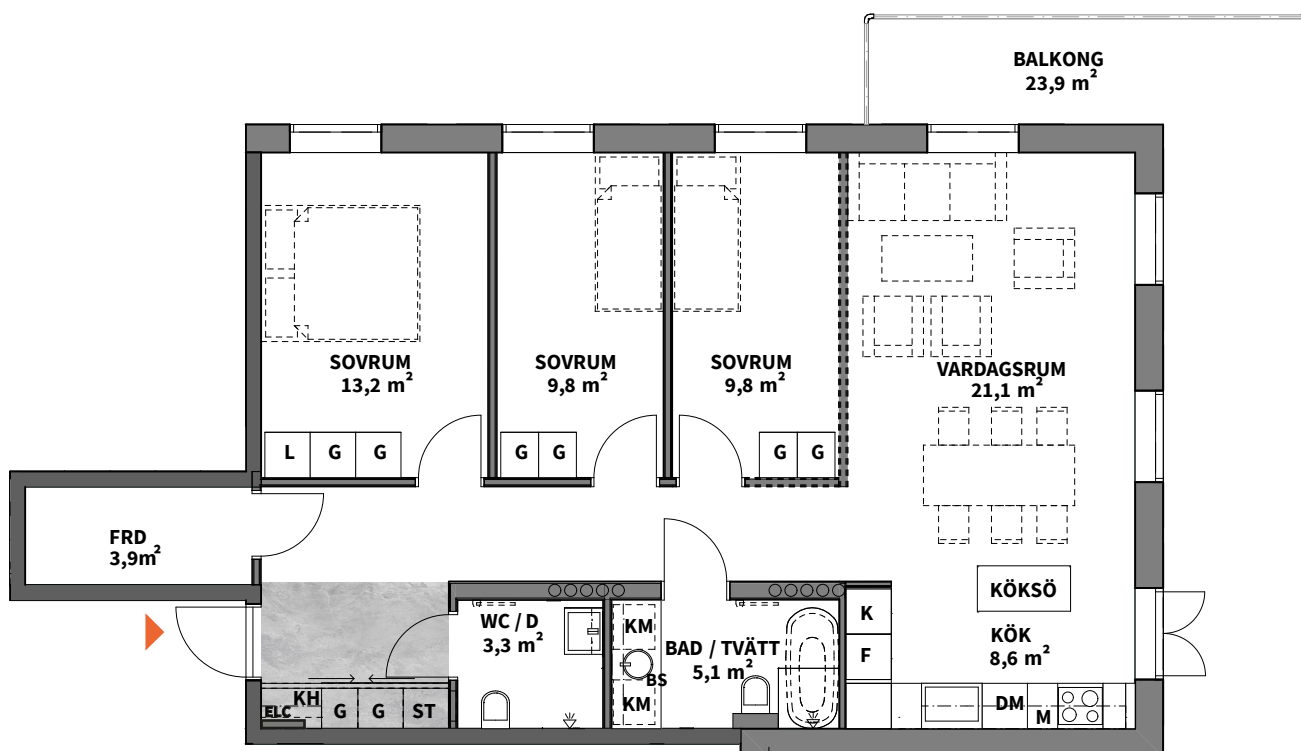 BALKONG
23,9 m²
SOVRUM
13,2 m²
SOVRUM
9,8 m²
SOVRUM
9,8 m²
VARDAGSRUM
21,1 m²
L G G
G G
G G
FRD
3,9m²
KÖKSÖ
WC / D
3,3 m²
KM
BAD / TVÄTT
5,1 m²
BS
KM
K
F
KÖK
8,6 m²
KH
ELC
G G ST
DM
M